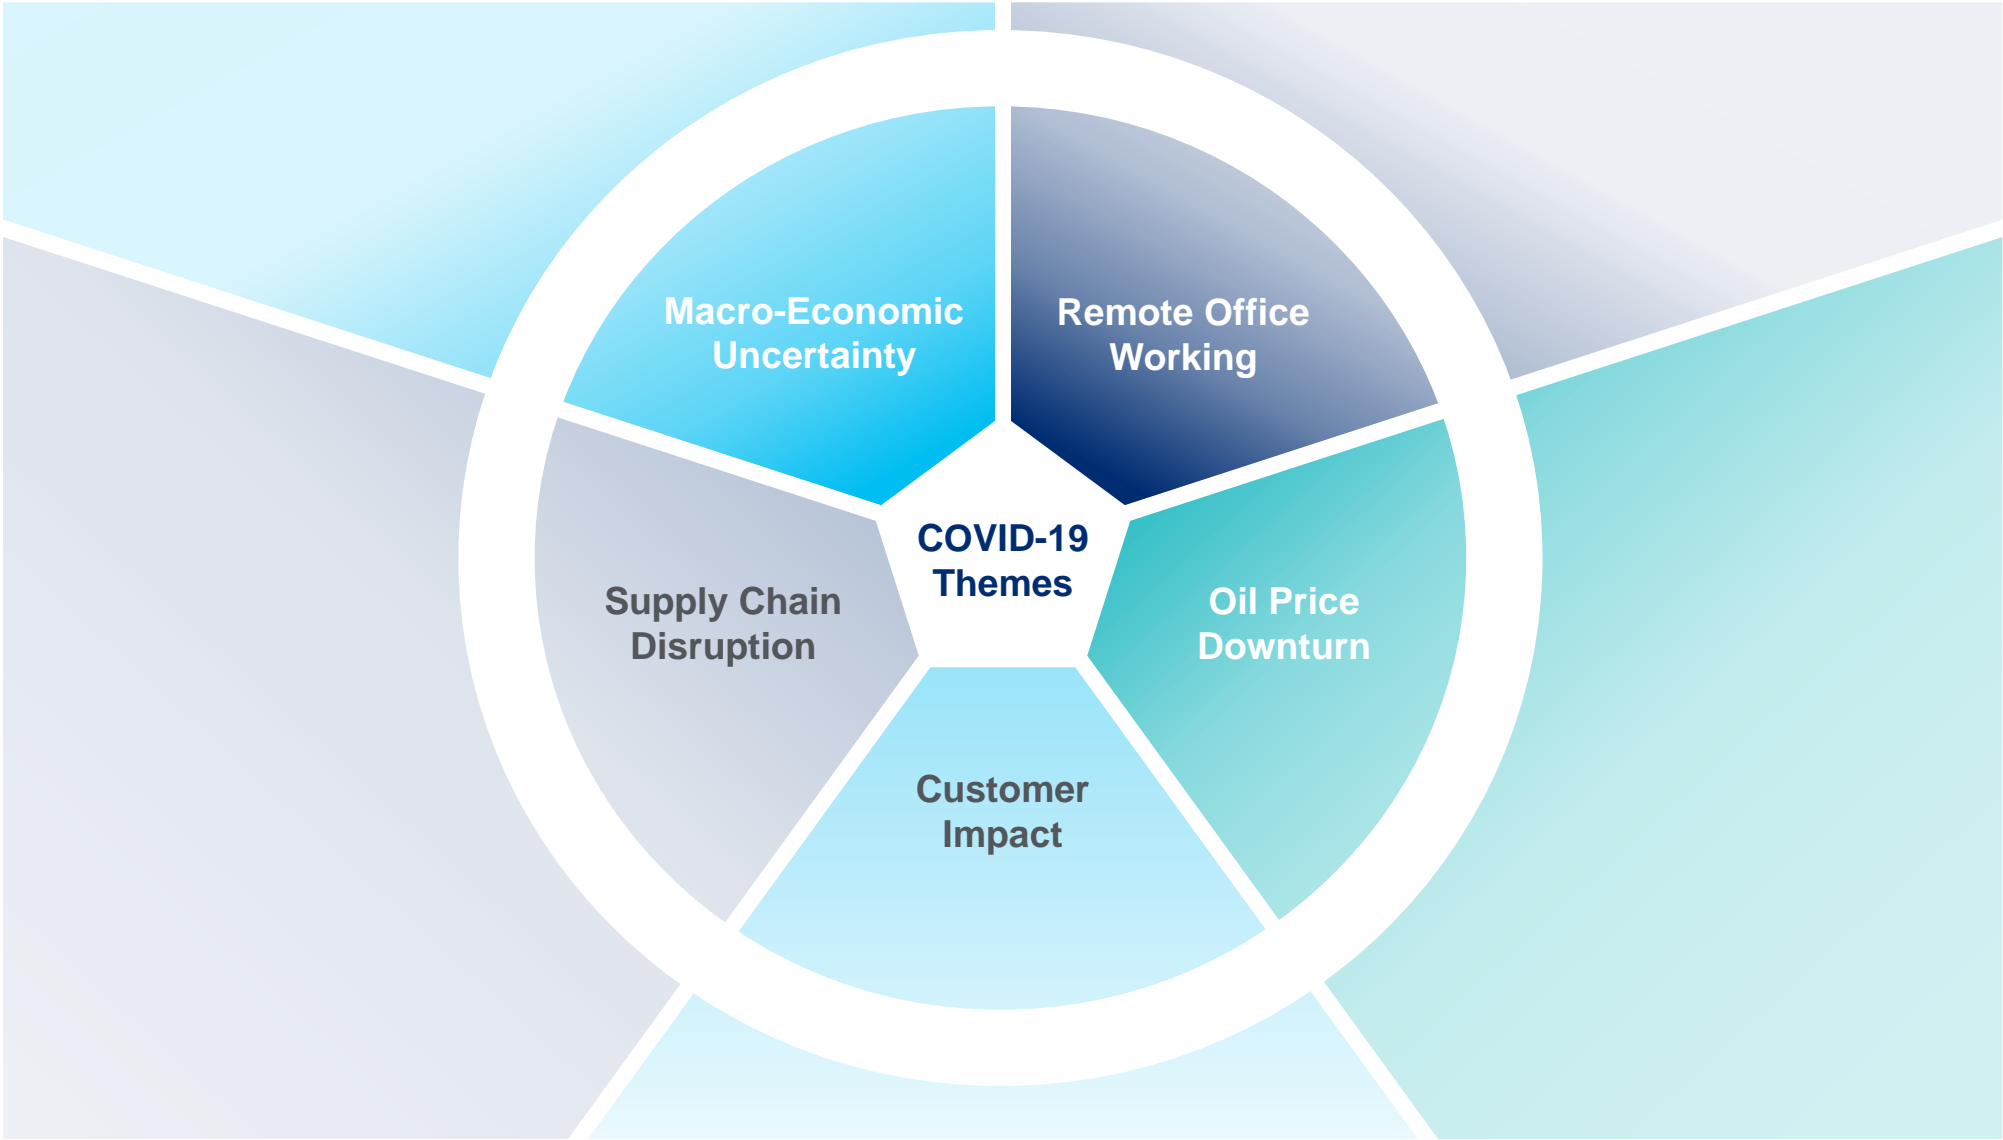 Macro-Economic
Uncertainty
Remote Office
Working
COVID-19
Themes
Supply Chain
Disruption
Oil Price
Downturn
Customer
Impact